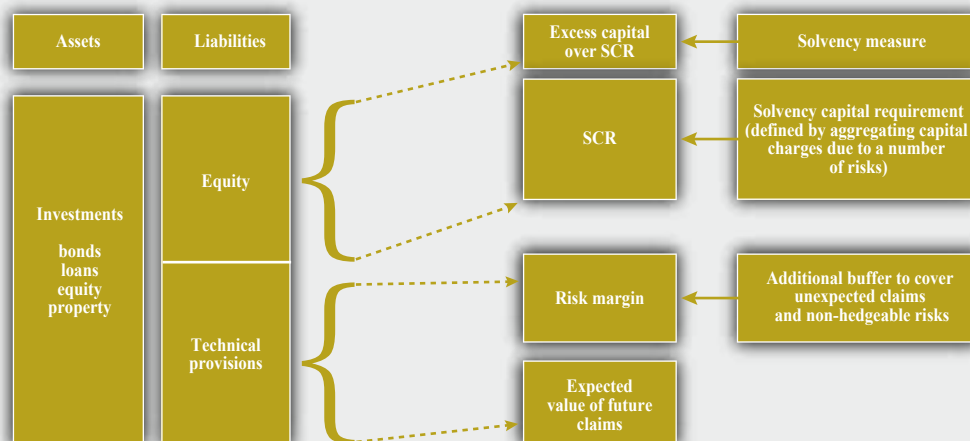 Assets
Liabilities
Excess capital
over SCR
Solvency measure
Investments
bonds
loans
equity
property
Equity
SCR
Solvency capital requirement
(defined by aggregating capital
charges due to a number
of risks)
Technical
provisions
Risk margin
Additional buffer to cover
unexpected claims
and non-hedgeable risks
Expected
value of future
claims